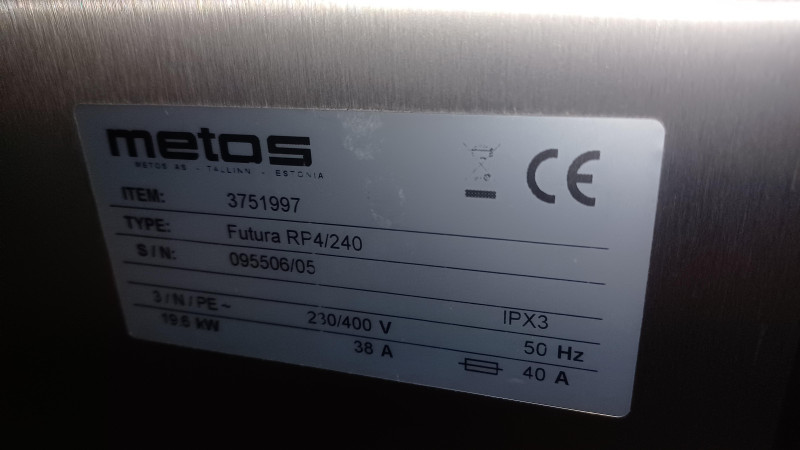 metos
METOS AS - TALLINN - ESTONIA
CE
ITEM: 3751997
TYPE: Futura RP4/240
S/N: 095506/05
3/N/PE ~ 230/400 V IPX3
19.6 kW 38 A 50 Hz
40 A